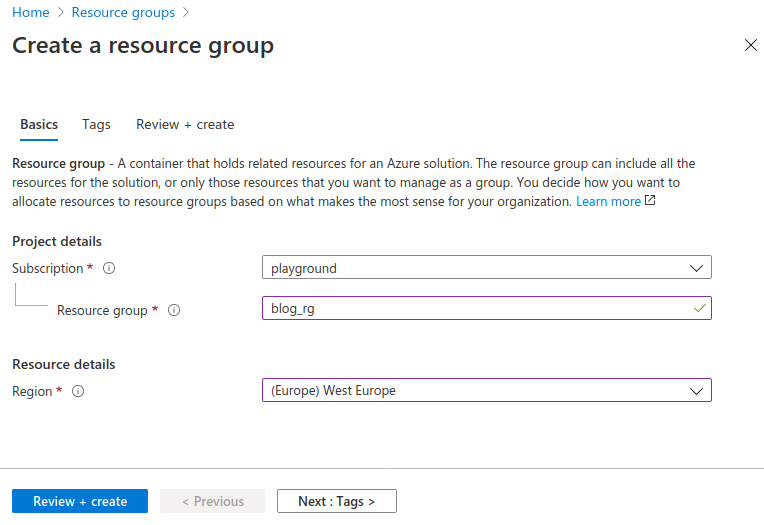 Home > Resource groups >
Create a resource group
Basics Tags Review + create
Resource group - A container that holds related resources for an Azure solution. The resource group can include all the
resources for the solution, or only those resources that you want to manage as a group. You decide how you want to
allocate resources to resource groups based on what makes the most sense for your organization. Learn more
Project details
Subscription * playground
Resource group * blog_rg
Resource details
Region * (Europe) West Europe
Review + create < Previous Next : Tags >